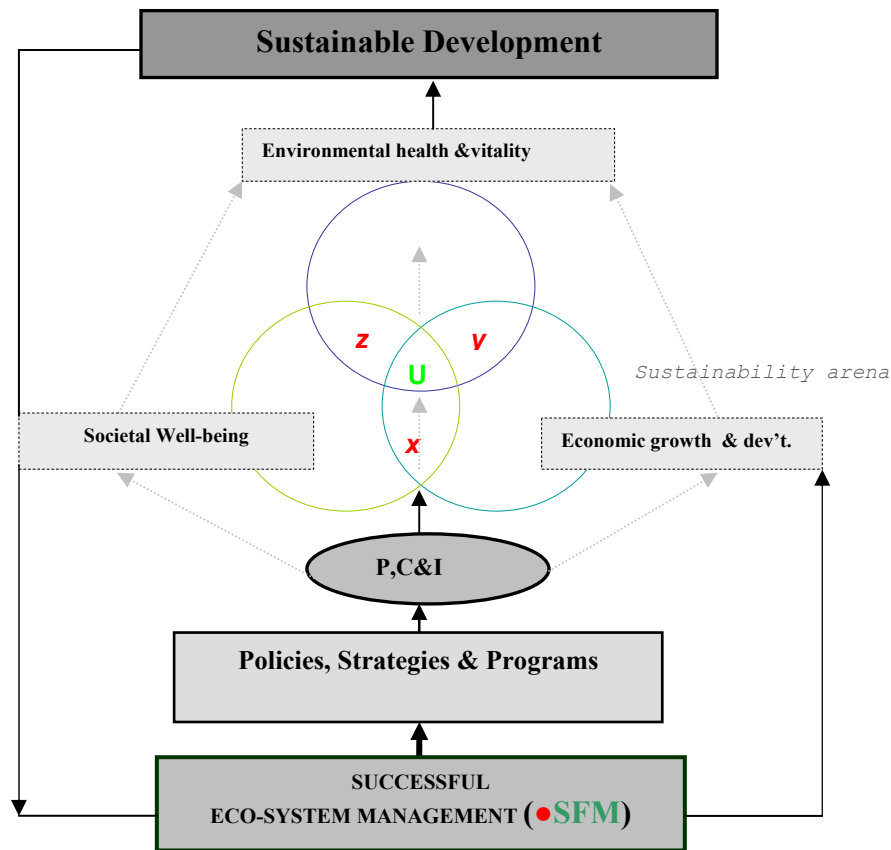 Sustainable Development
Environmental health &vitality
z
y
U
Sustainability arena
Societal Well-being
Economic growth & dev't.
x
P,C&I
Policies, Strategies & Programs
SUCCESSFUL
ECO-SYSTEM MANAGEMENT (●SFM)